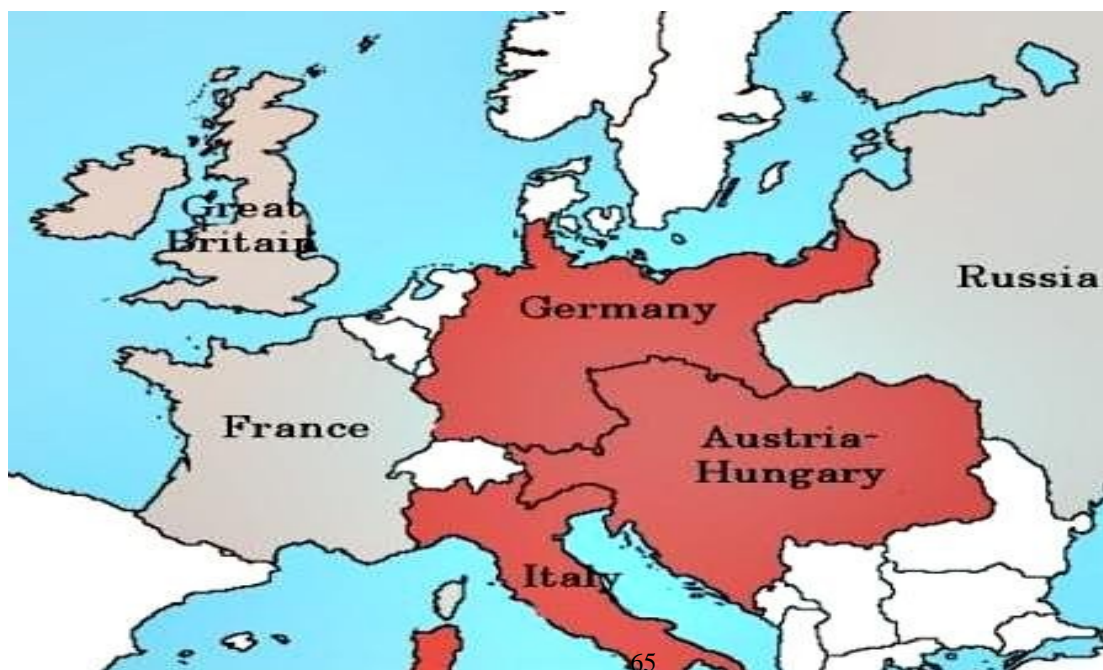 Great
Britain
Russia
Germany
France
Austria-
Hungary
Italy
65